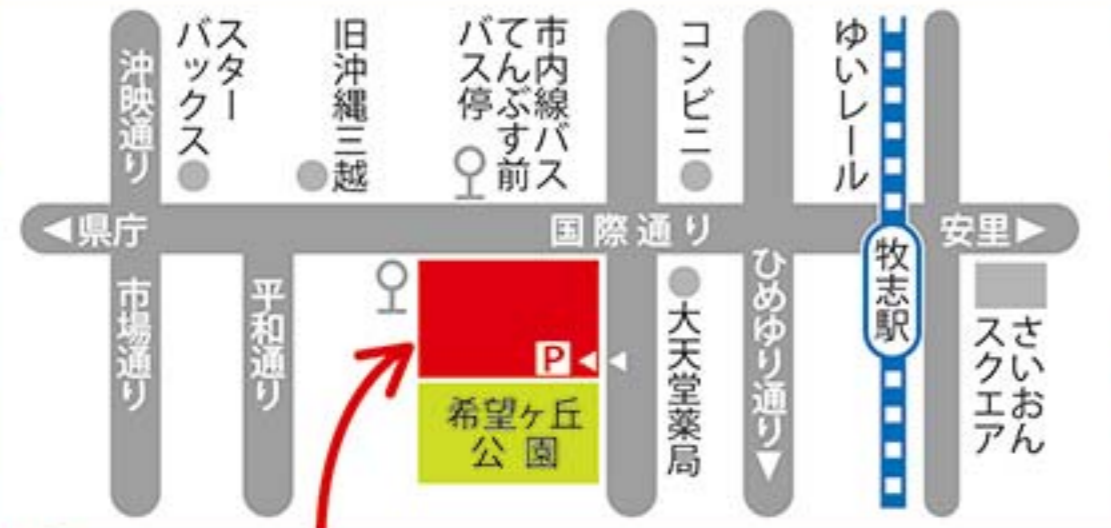 沖映通り
スター
バックス
旧沖縄三越
市内線バス
てんぶす前
バス停
コンビニ
ゆいレール
◀県庁
国際通り
安里▶
市場通り
平和通り
P
希望ヶ丘
公園
大天堂薬局
ひめゆり通り▼
牧志駅
さいおん
スクエア